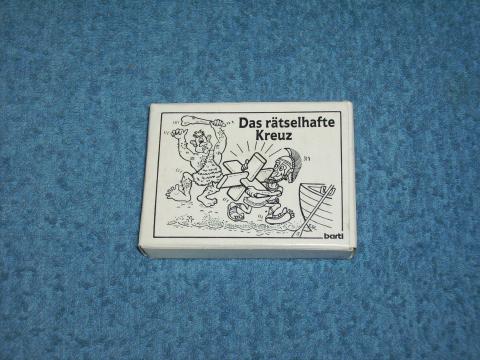 Das rätselhafte
Kreuz
bartl